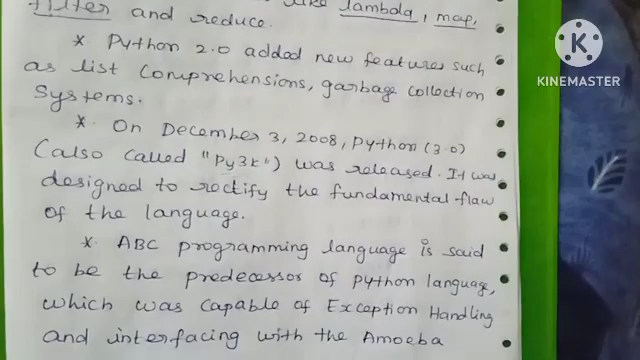 like lambda, map,
filter and reduce.
* Python 2.0 added new features such
as list comprehensions, garbage collection
systems.
* On December 3, 2008, Python (3.0)
(also called "Py3k") was released. It was
designed to rectify the fundamental flaw
of the language.
* ABC programming language is said
to be the predecessor of Python language,
which was capable of Exception Handling
and interfacing with the Amoeba
KINEMASTER